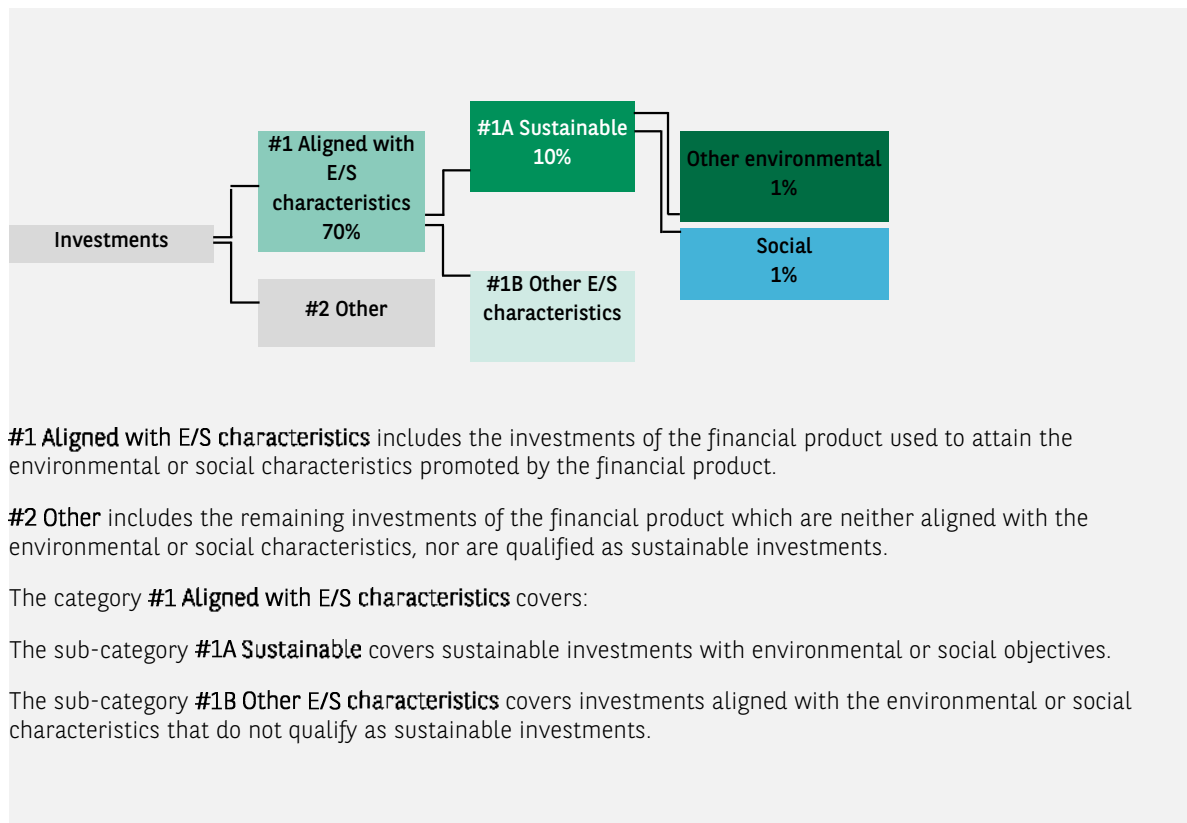 #1A Sustainable
10%
#1 Aligned with
E/S
characteristics
70%
Other environmental
1%
Investments
Social
1%
#1B Other E/S
characteristics
#2 Other
#1 Aligned with E/S characteristics includes the investments of the financial product used to attain the
environmental or social characteristics promoted by the financial product.
#2 Other includes the remaining investments of the financial product which are neither aligned with the
environmental or social characteristics, nor are qualified as sustainable investments.
The category #1 Aligned with E/S characteristics covers:
The sub-category #1A Sustainable covers sustainable investments with environmental or social objectives.
The sub-category #1B Other E/S characteristics covers investments aligned with the environmental or social
characteristics that do not qualify as sustainable investments.